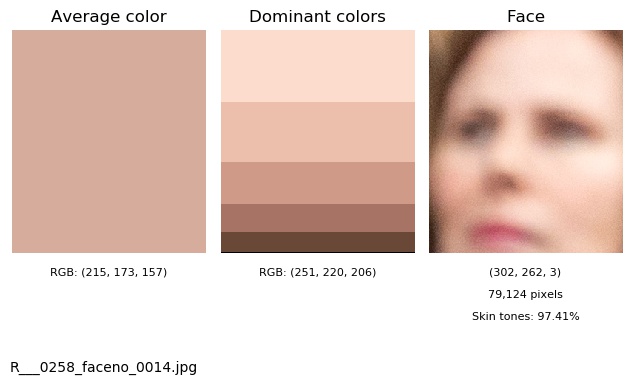 Average color
Dominant colors
Face
RGB: (215, 173, 157)
RGB: (251, 220, 206)
(302, 262, 3)
79,124 pixels
Skin tones: 97.41%
R___0258_faceno_0014.jpg